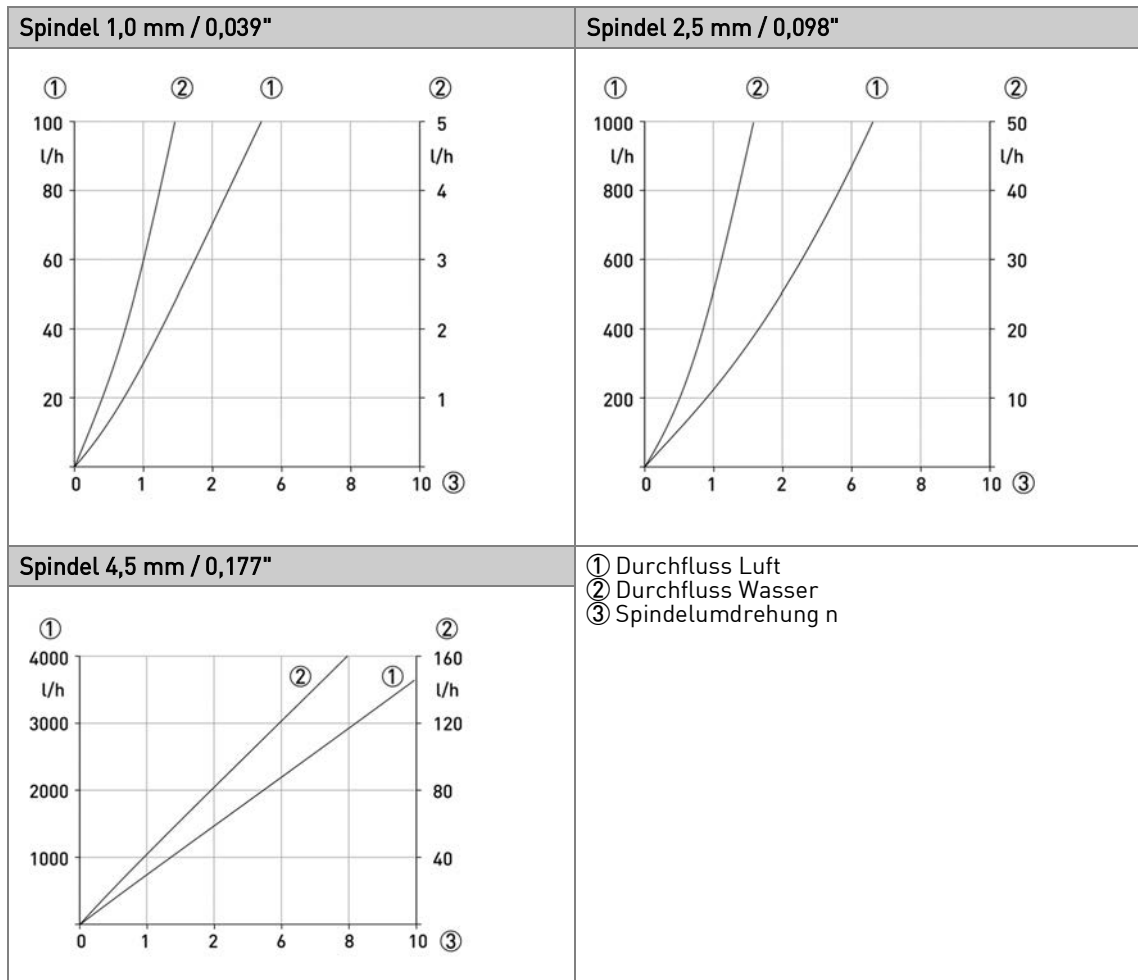 Spindel 1,0 mm / 0,039"
① ② ① ②
100 5
l/h l/h
80 4
60 3
40 2
20 1
0 1 2 6 8 10 ③
Spindel 2,5 mm / 0,098"
① ② ① ②
1000 50
l/h l/h
800 40
600 30
400 20
200 10
0 1 2 6 8 10 ③
Spindel 4,5 mm / 0,177"
① ②
4000 160
② ①
l/h l/h
3000 120
2000 80
1000 40
0 1 2 6 8 10 ③
① Durchfluss Luft
② Durchfluss Wasser
③ Spindelumdrehung n